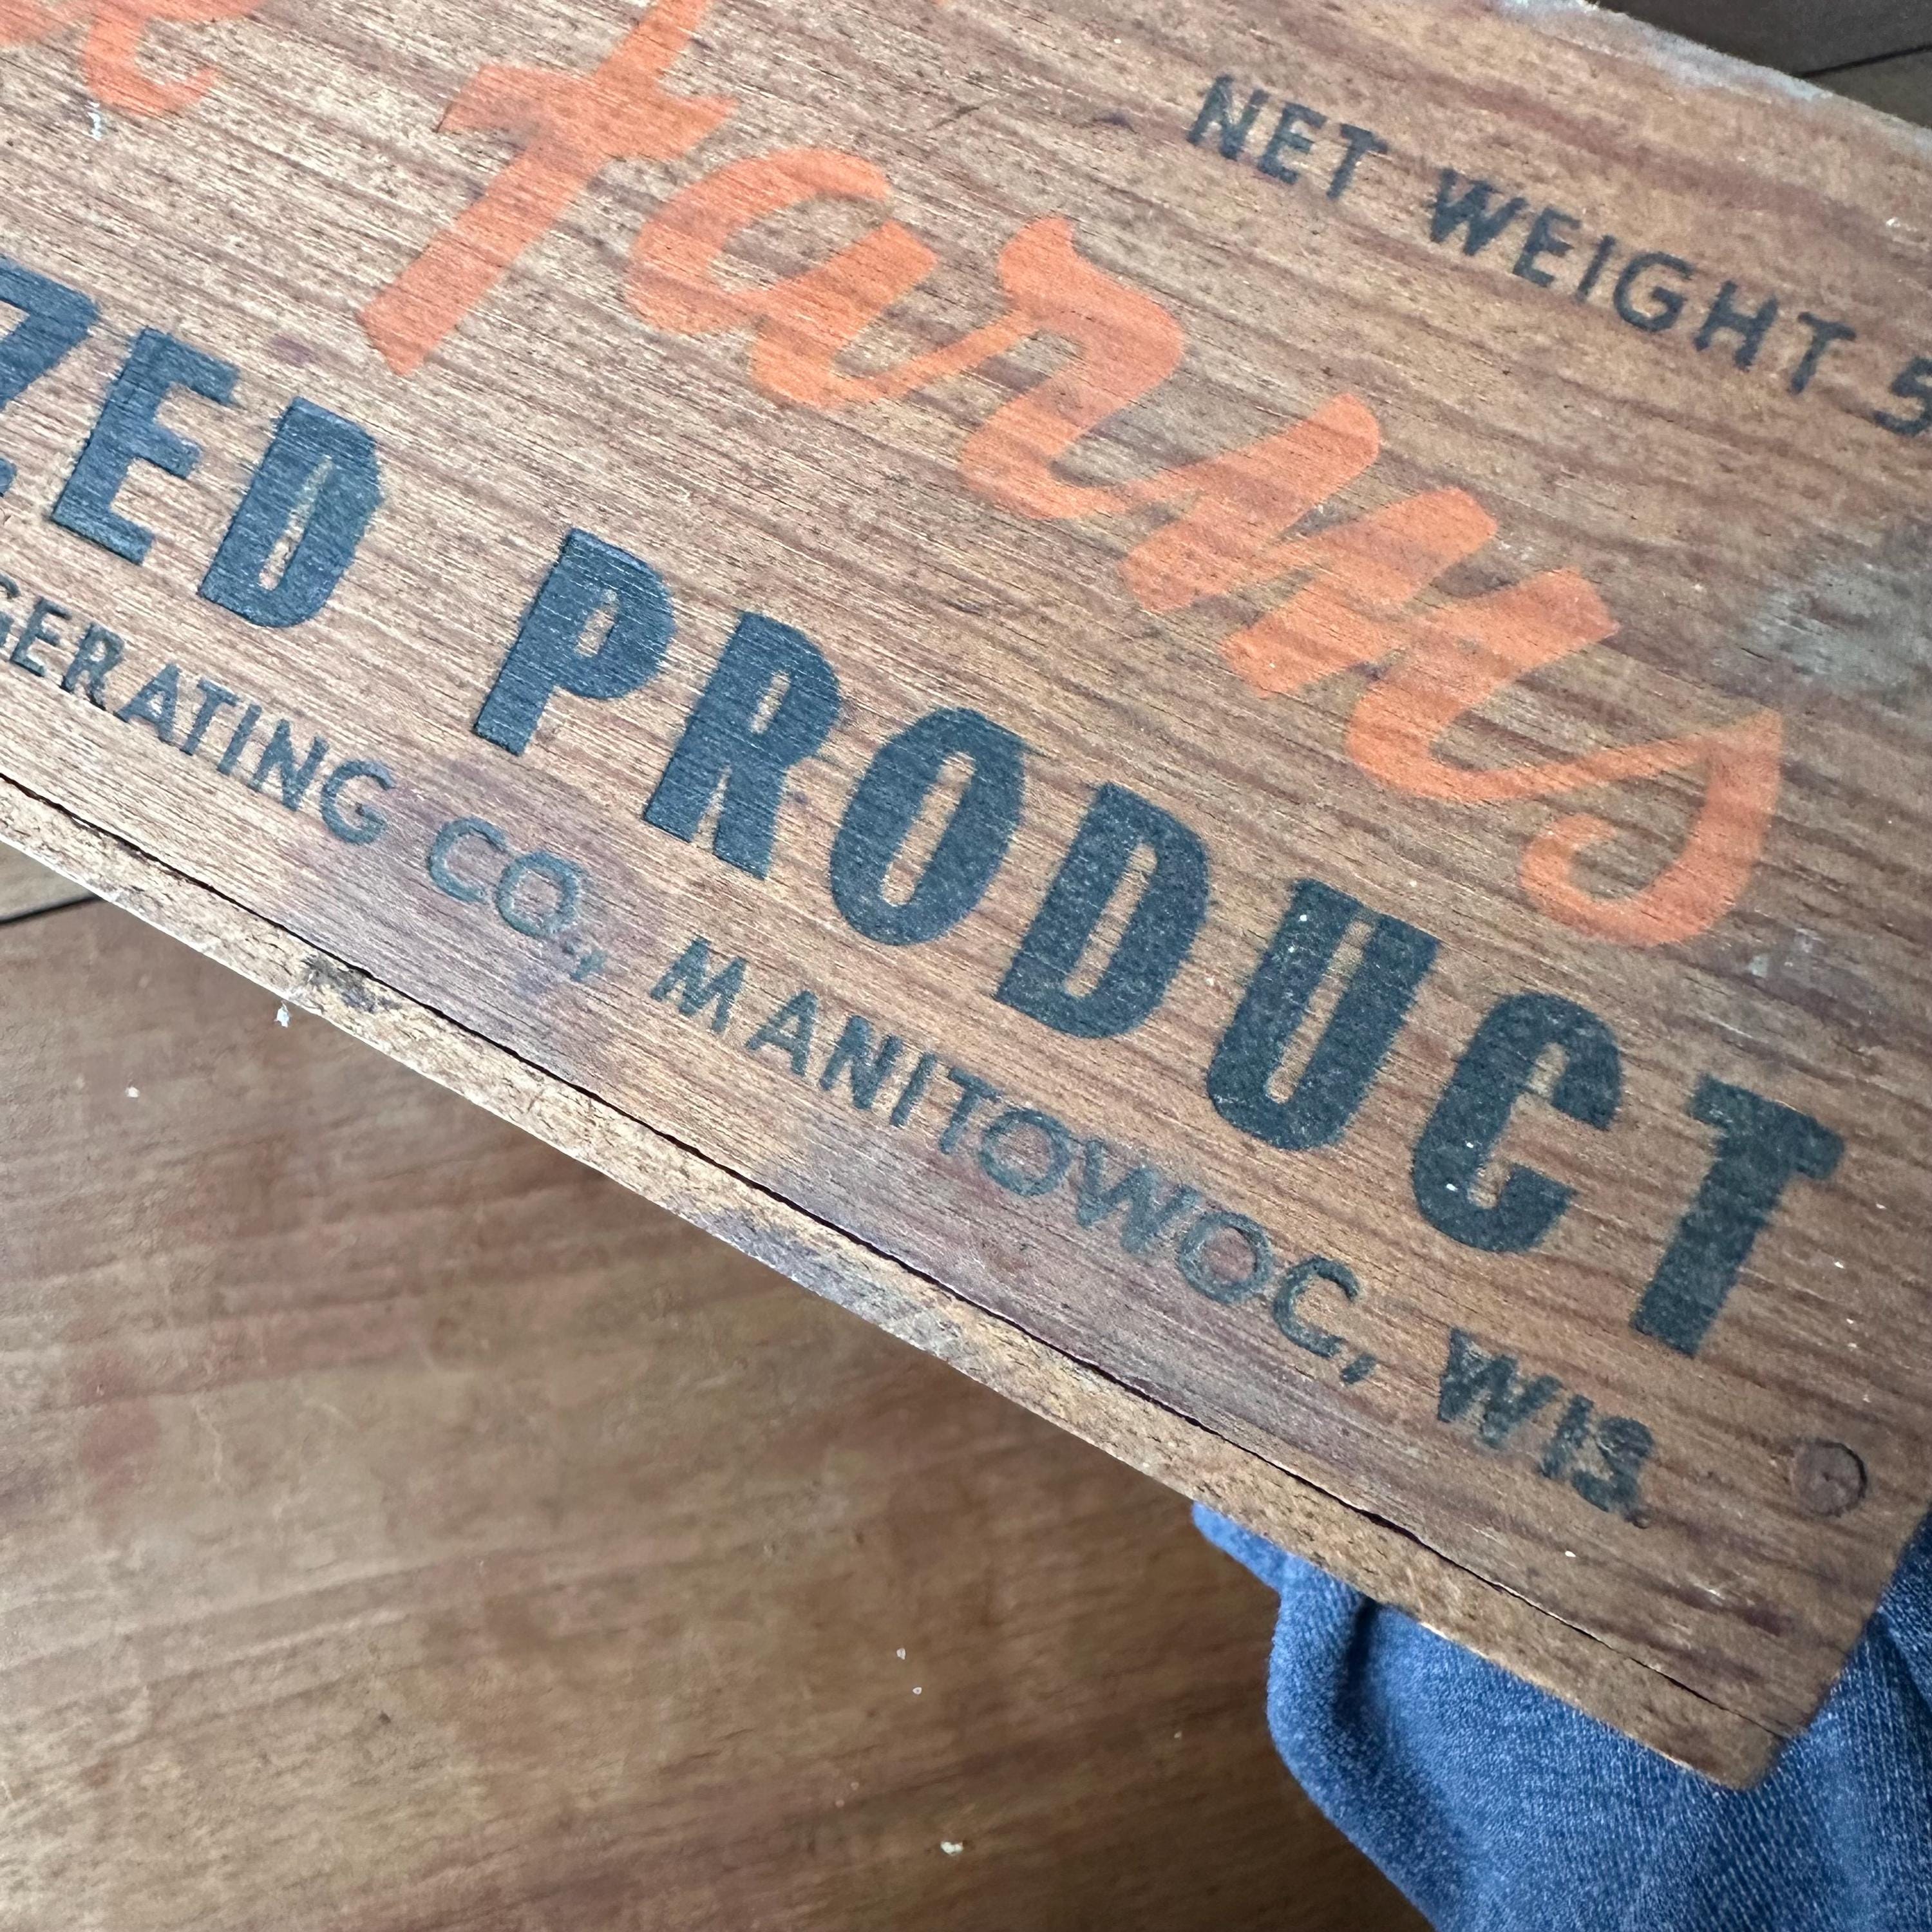 NET WEIGHT 5
farms
ZED PRODUCT
GERATING CO., MANITOWOC, WIS.